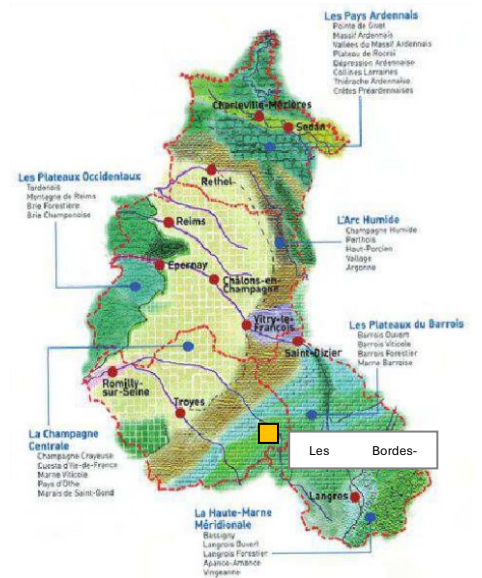 Les Pays Ardennais
Pointe de Givet
Massif Ardennais
Vallées du Massif Ardennais
Plateau de Rocroi
Dépression Ardennaise
Collines Lorraines
Thiérache Ardennaise
Crêtes Préardennaises
Charleville-Mézières
Sedan
Rethel
Les Plateaux Occidentaux
Tardenois
Montagne de Reims
Brie Forestière
Brie Champenoise
Reims
L'Arc Humide
Champagne Humide
Perthois
Haut-Porcien
Vallage
Argonne
Epernay
Châlons-en-
Champagne
Vitry-le-
François
Saint-Dizier
Les Plateaux du Barrois
Barrois Ouvert
Barrois Viticole
Barrois Forestier
Marne Barroise
Romilly-
sur-Seine
Troyes
La Champagne
Centrale
Champagne Crayeuse
Cuesta d'Ile-de-France
Marne Viticole
Pays d'Othe
Marais de Saint-Gond
Les Bordes-
Langres
La Haute-Marne
Méridionale
Bassigny
Langrois Ouvert
Langrois Forestier
Apance-Amance
Vingeanne